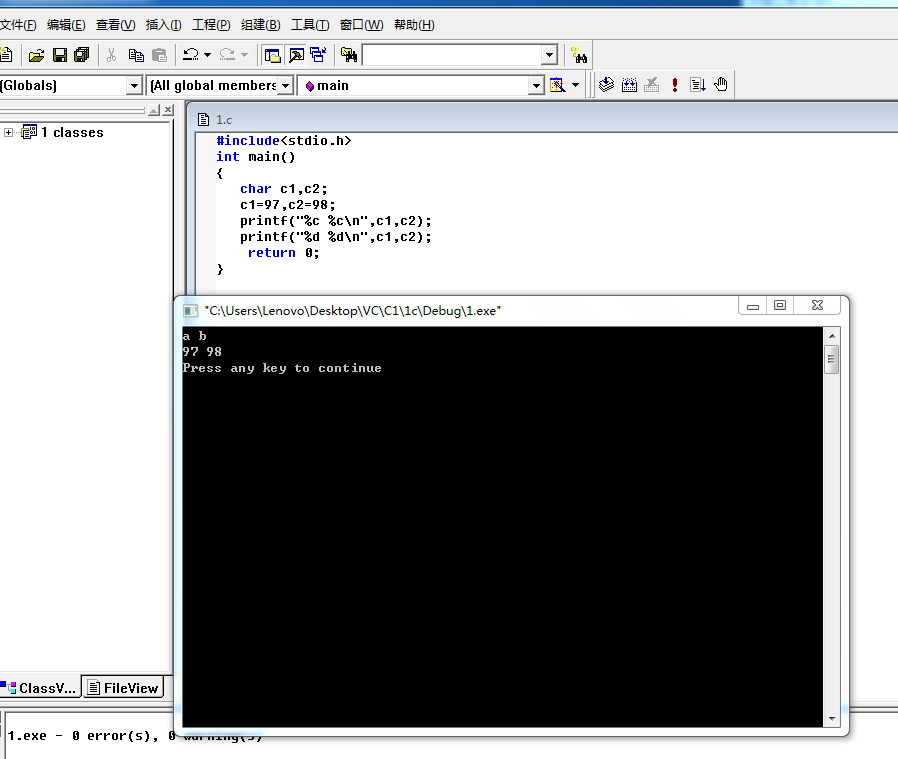 文件(F) 编辑(E) 查看(V) 插入(I) 工程(P) 组建(B) 工具(T) 窗口(W) 帮助(H)
(Globals) (All global members main
1 classes
1.c
#include<stdio.h>
int main()
{
char c1,c2;
c1=97,c2=98;
printf("%c %c\n",c1,c2);
printf("%d %d\n",c1,c2);
return 0;
}
"C:\Users\Lenovo\Desktop\VC\C1\1c\Debug\1.exe"
a b
97 98
Press any key to continue
ClassV... FileView
1.exe - 0 error(s), 0 warning(s)